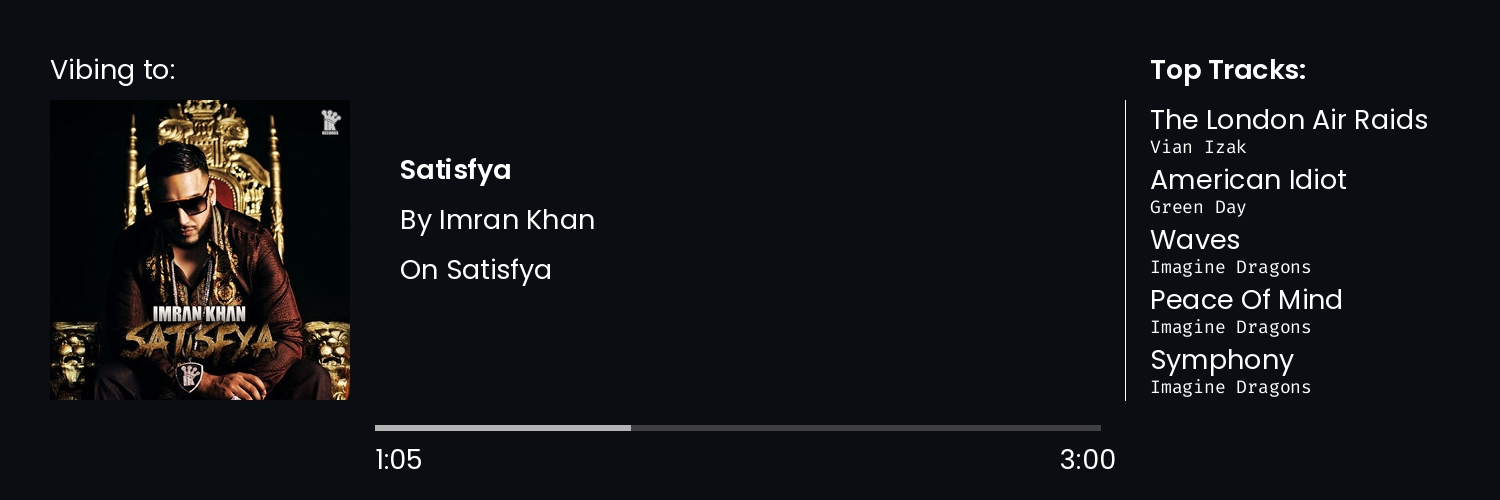 Vibing to:
IMRAN KHAN
SATISFYA
IK
Satisfya
By Imran Khan
On Satisfya
1:05
3:00
Top Tracks:
The London Air Raids
Vian Izak
American Idiot
Green Day
Waves
Imagine Dragons
Peace Of Mind
Imagine Dragons
Symphony
Imagine Dragons